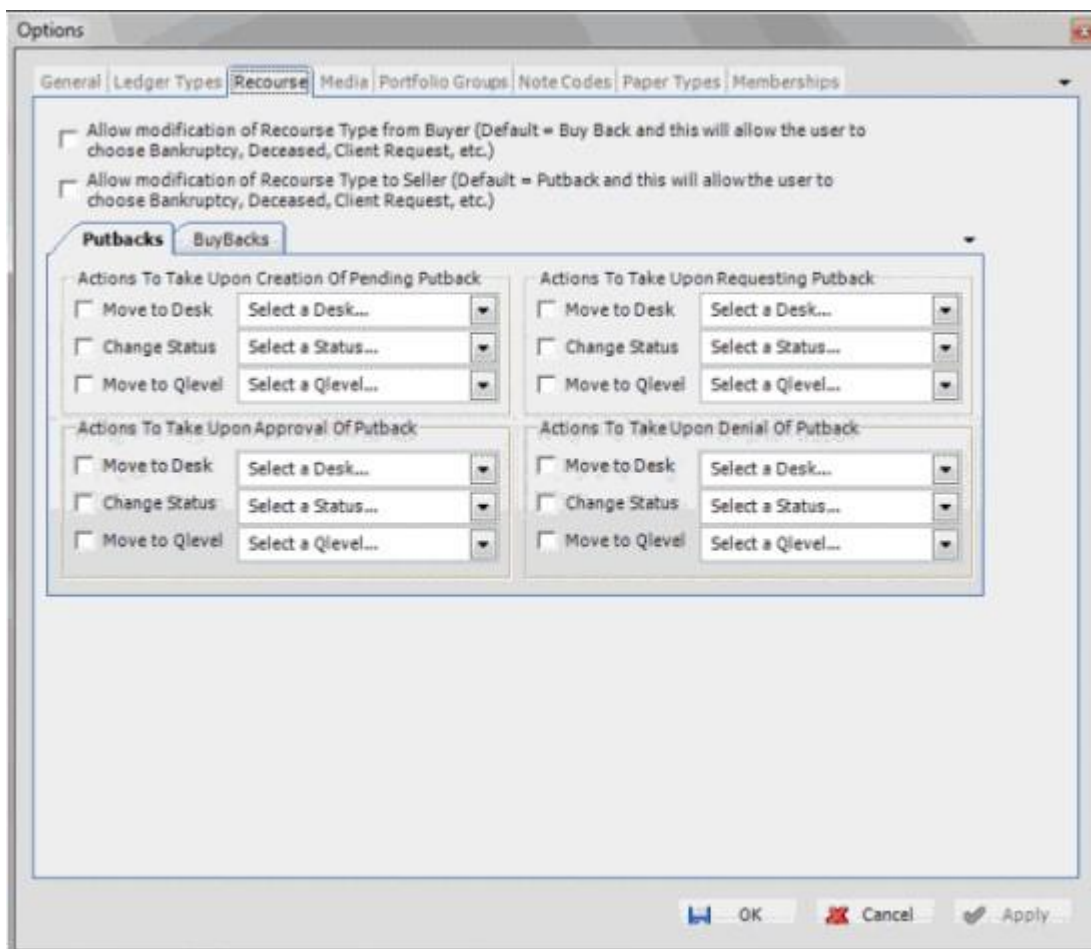 Options
General Ledger Types Recourse Media Portfolio Groups Note Codes Paper Types Memberships
Allow modification of Recourse Type from Buyer (Default = Buy Back and this will allow the user to
choose Bankruptcy, Deceased, Client Request, etc.)
Allow modification of Recourse Type to Seller (Default = Putback and this will allow the user to
choose Bankruptcy, Deceased, Client Request, etc.)
Putbacks BuyBacks
Actions To Take Upon Creation Of Pending Putback
Move to Desk Select a Desk...
Change Status Select a Status...
Move to Qlevel Select a Qlevel...
Actions To Take Upon Requesting Putback
Move to Desk Select a Desk...
Change Status Select a Status...
Move to Qlevel Select a Qlevel...
Actions To Take Upon Approval Of Putback
Move to Desk Select a Desk...
Change Status Select a Status...
Move to Qlevel Select a Qlevel...
Actions To Take Upon Denial Of Putback
Move to Desk Select a Desk...
Change Status Select a Status...
Move to Qlevel Select a Qlevel...
OK Cancel Apply